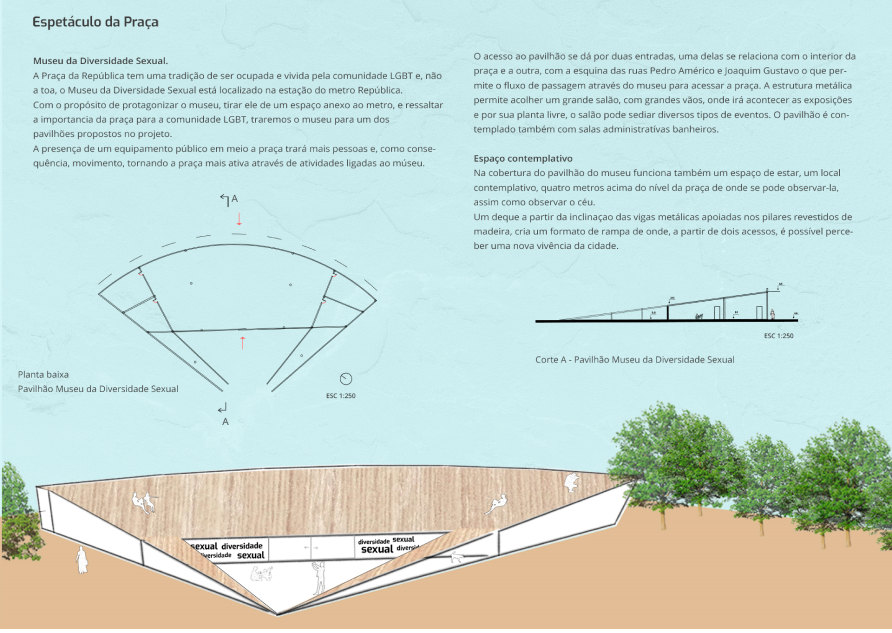 Espetáculo da Praça
Museu da Diversidade Sexual.
A Praça da República tem uma tradição de ser ocupada e vivida pela comunidade LGBT e, não
a toa, o Museu da Diversidade Sexual está localizado na estação do metro República.
Com o propósito de protagonizar o museu, tirar ele de um espaço anexo ao metro, e ressaltar
a importancia da praça para a comunidade LGBT, traremos o museu para um dos
pavilhões propostos no projeto.
A presença de um equipamento público em meio a praça trará mais pessoas e, como conse-
quência, movimento, tornando a praça mais ativa através de atividades ligadas ao múseu.
O acesso ao pavilhão se dá por duas entradas, uma delas se relaciona com o interior da
praça e a outra, com a esquina das ruas Pedro Américo e Joaquim Gustavo o que per-
mite o fluxo de passagem através do museu para acessar a praça. A estrutura metálica
permite acolher um grande salão, com grandes vãos, onde irá acontecer as exposições
e por sua planta livre, o salão pode sediar diversos tipos de eventos. O pavilhão é con-
templado também com salas administratívas banheiros.
Espaço contemplativo
Na cobertura do pavilhão do museu funciona também um espaço de estar, um local
contemplativo, quatro metros acima do nível da praça de onde se pode observar-la,
assim como observar o céu.
Um deque a partir da inclinaçao das vigas metálicas apoiadas nos pilares revestidos de
madeira, cria um formato de rampa de onde, a partir de dois acessos, é possível perce-
ber uma nova vivência da cidade.
A
A
ESC 1:250
Planta baixa
Pavilhão Museu da Diversidade Sexual
ESC 1:250
Corte A - Pavilhão Museu da Diversidade Sexual
sexual diversidade
diversidade sexual
diversidade sexual
sexual